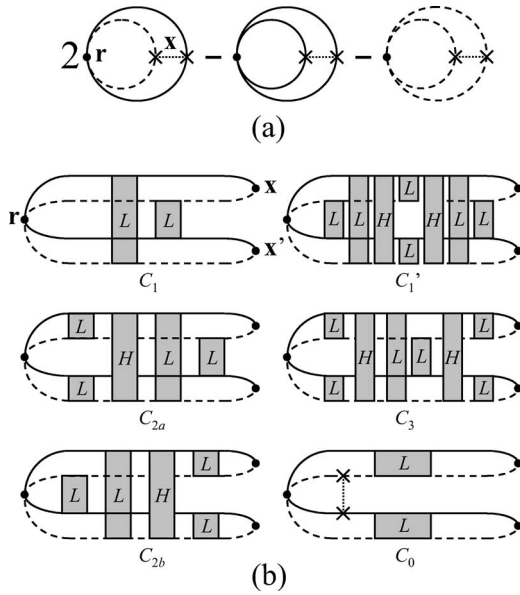 2 r x − − 
(a)
L L r x x'
C₁
L L H L L H L L
C₁'
L L H L L
C₂ₐ
L L H L L H L L
C₃
L L H L L
C₂b
L L
C₀
(b)